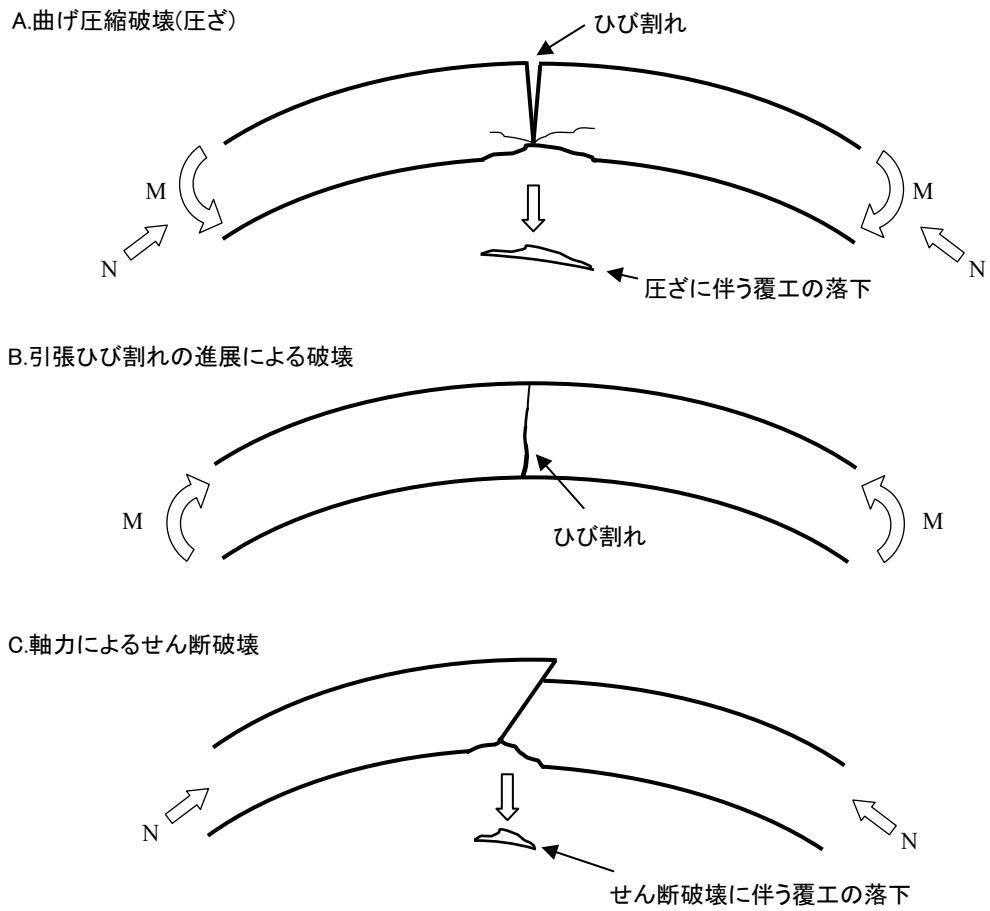 A.曲げ圧縮破壊(圧ざ)
ひび割れ
M
M
N
N
圧ざに伴う覆工の落下
B.引張ひび割れの進展による破壊
M
M
ひび割れ
C.軸力によるせん断破壊
N
N
せん断破壊に伴う覆工の落下